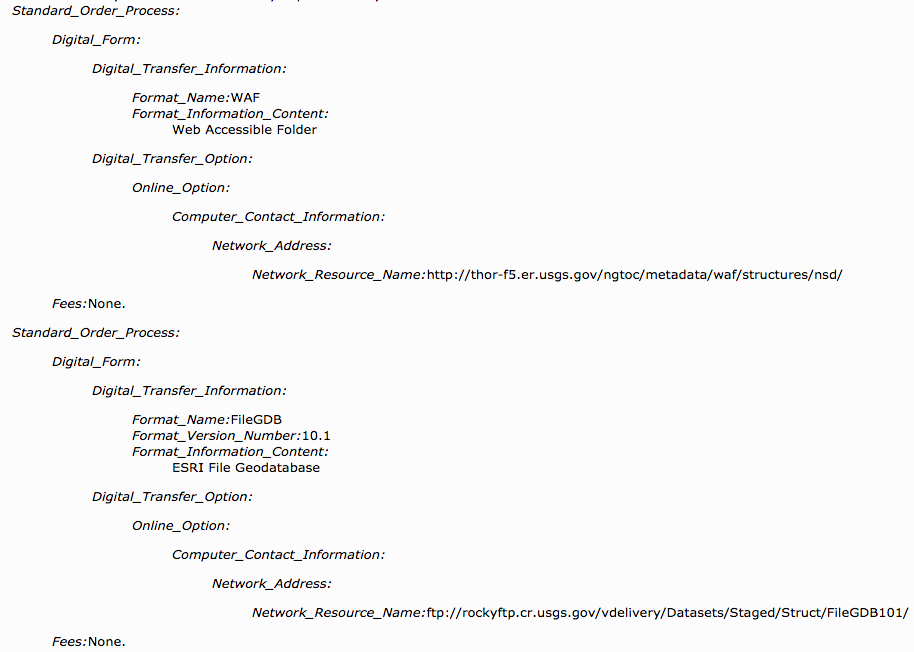 Standard_Order_Process:
Digital_Form:
Digital_Transfer_Information:
Format_Name:WAF
Format_Information_Content:
Web Accessible Folder
Digital_Transfer_Option:
Online_Option:
Computer_Contact_Information:
Network_Address:
Network_Resource_Name:http://thor-f5.er.usgs.gov/ngtoc/metadata/waf/structures/nsd/
Fees:None.
Standard_Order_Process:
Digital_Form:
Digital_Transfer_Information:
Format_Name:FileGDB
Format_Version_Number:10.1
Format_Information_Content:
ESRI File Geodatabase
Digital_Transfer_Option:
Online_Option:
Computer_Contact_Information:
Network_Address:
Network_Resource_Name:ftp://rockyftp.cr.usgs.gov/vdelivery/Datasets/Staged/Struct/FileGDB101/
Fees:None.